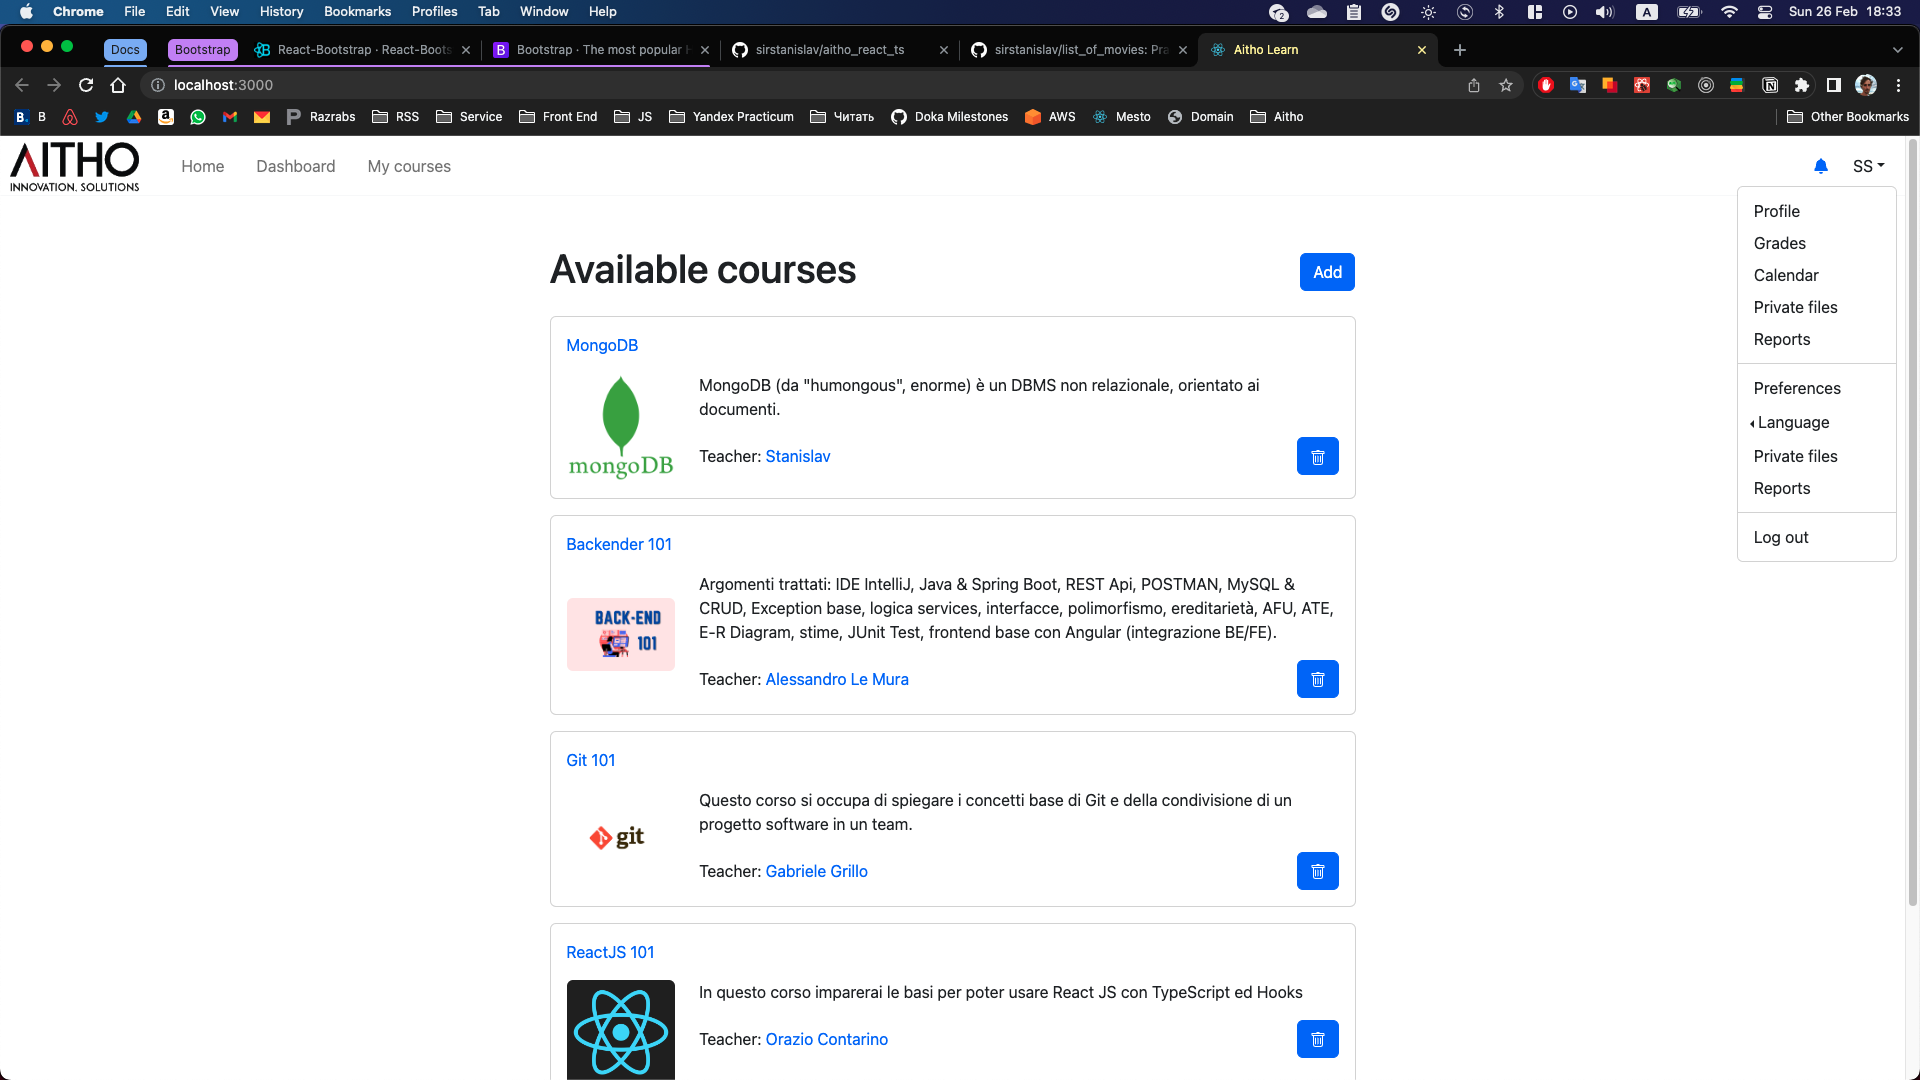 Chrome File Edit View History Bookmarks Profiles Tab Window Help
2 A Sun 26 Feb 18:33
Docs Bootstrap React-Bootstrap · React-Boots B Bootstrap · The most popular H sirstanislav/aitho_react_ts sirstanislav/list_of_movies: Pra Aitho Learn
localhost:3000
B. B Razrabs RSS Service Front End JS Yandex Practicum Читать Doka Milestones AWS Mesto Domain Aitho Other Bookmarks
AITHO
INNOVATION. SOLUTIONS
Home Dashboard My courses SS
Profile
Grades
Calendar
Private files
Reports
Preferences
Language
Private files
Reports
Log out
Available courses Add
MongoDB
MongoDB (da "humongous", enorme) è un DBMS non relazionale, orientato ai
documenti.
mongoDB
Teacher: Stanislav
Backender 101
Argomenti trattati: IDE IntelliJ, Java & Spring Boot, REST Api, POSTMAN, MySQL &
CRUD, Exception base, logica services, interfacce, polimorfismo, ereditarietà, AFU, ATE,
E-R Diagram, stime, JUnit Test, frontend base con Angular (integrazione BE/FE).
BACK-END
101
Teacher: Alessandro Le Mura
Git 101
Questo corso si occupa di spiegare i concetti base di Git e della condivisione di un
progetto software in un team.
git
Teacher: Gabriele Grillo
ReactJS 101
In questo corso imparerai le basi per poter usare React JS con TypeScript ed Hooks
Teacher: Orazio Contarino